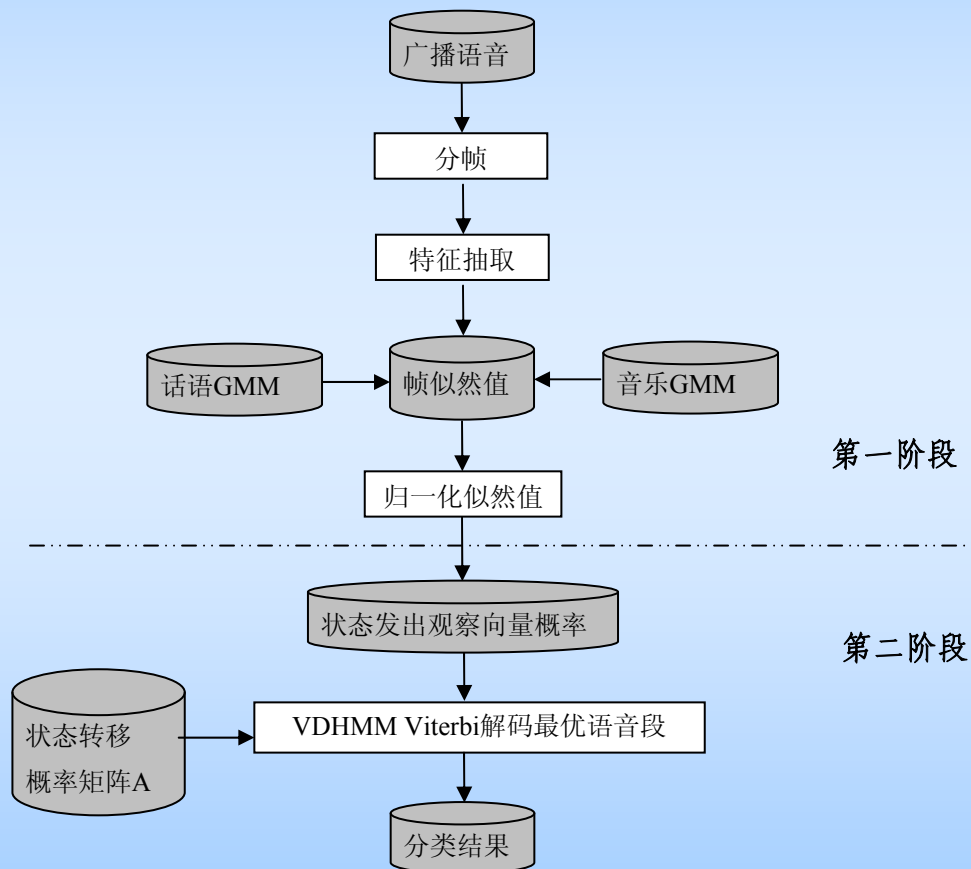 广播语音
分帧
特征抽取
话语GMM
帧似然值
音乐GMM
第一阶段
归一化似然值
状态发出观察向量概率
第二阶段
状态转移
概率矩阵A
VDHMM Viterbi解码最优语音段
分类结果